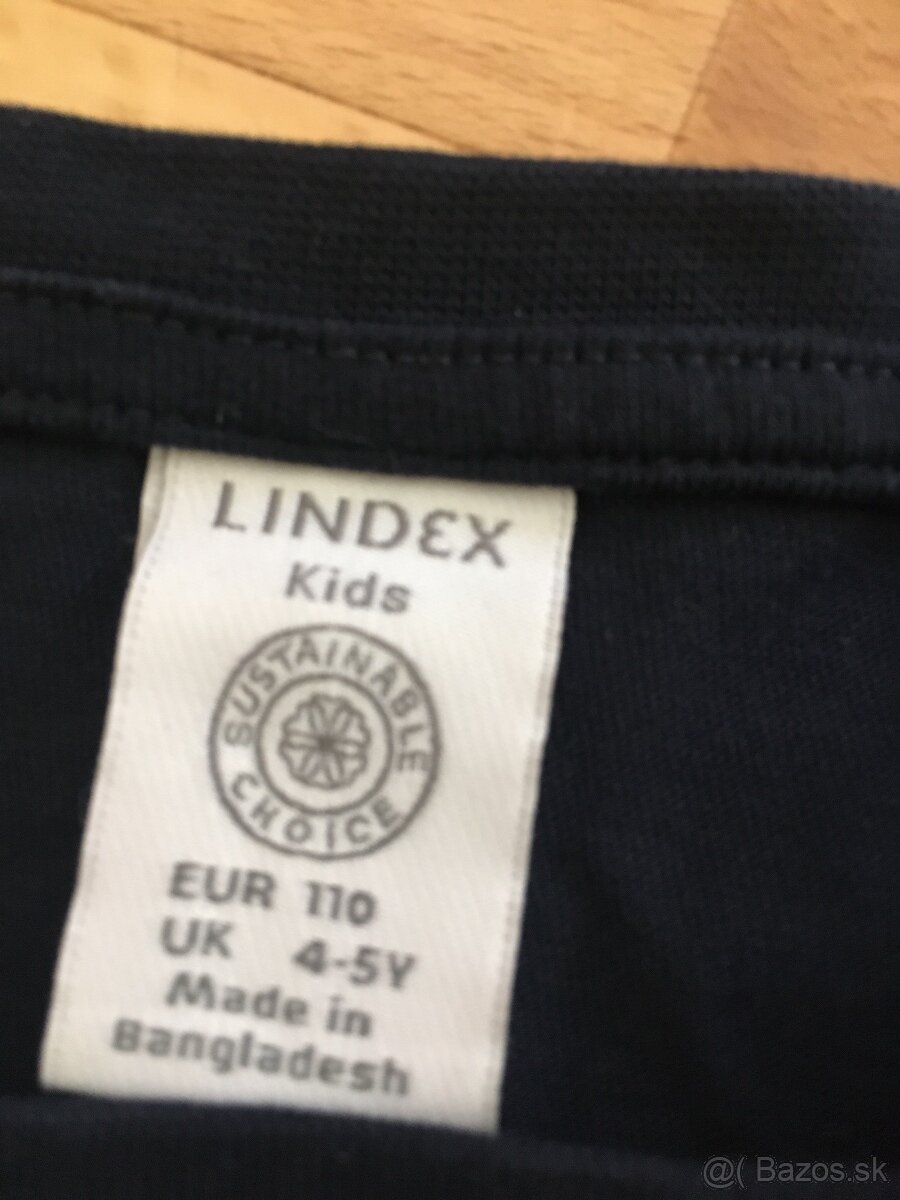 LINDEX
Kids
SUSTAINABLE
CHOICE
EUR 110
UK 4-5Y
Made in
Bangladesh
@( Bazos.sk